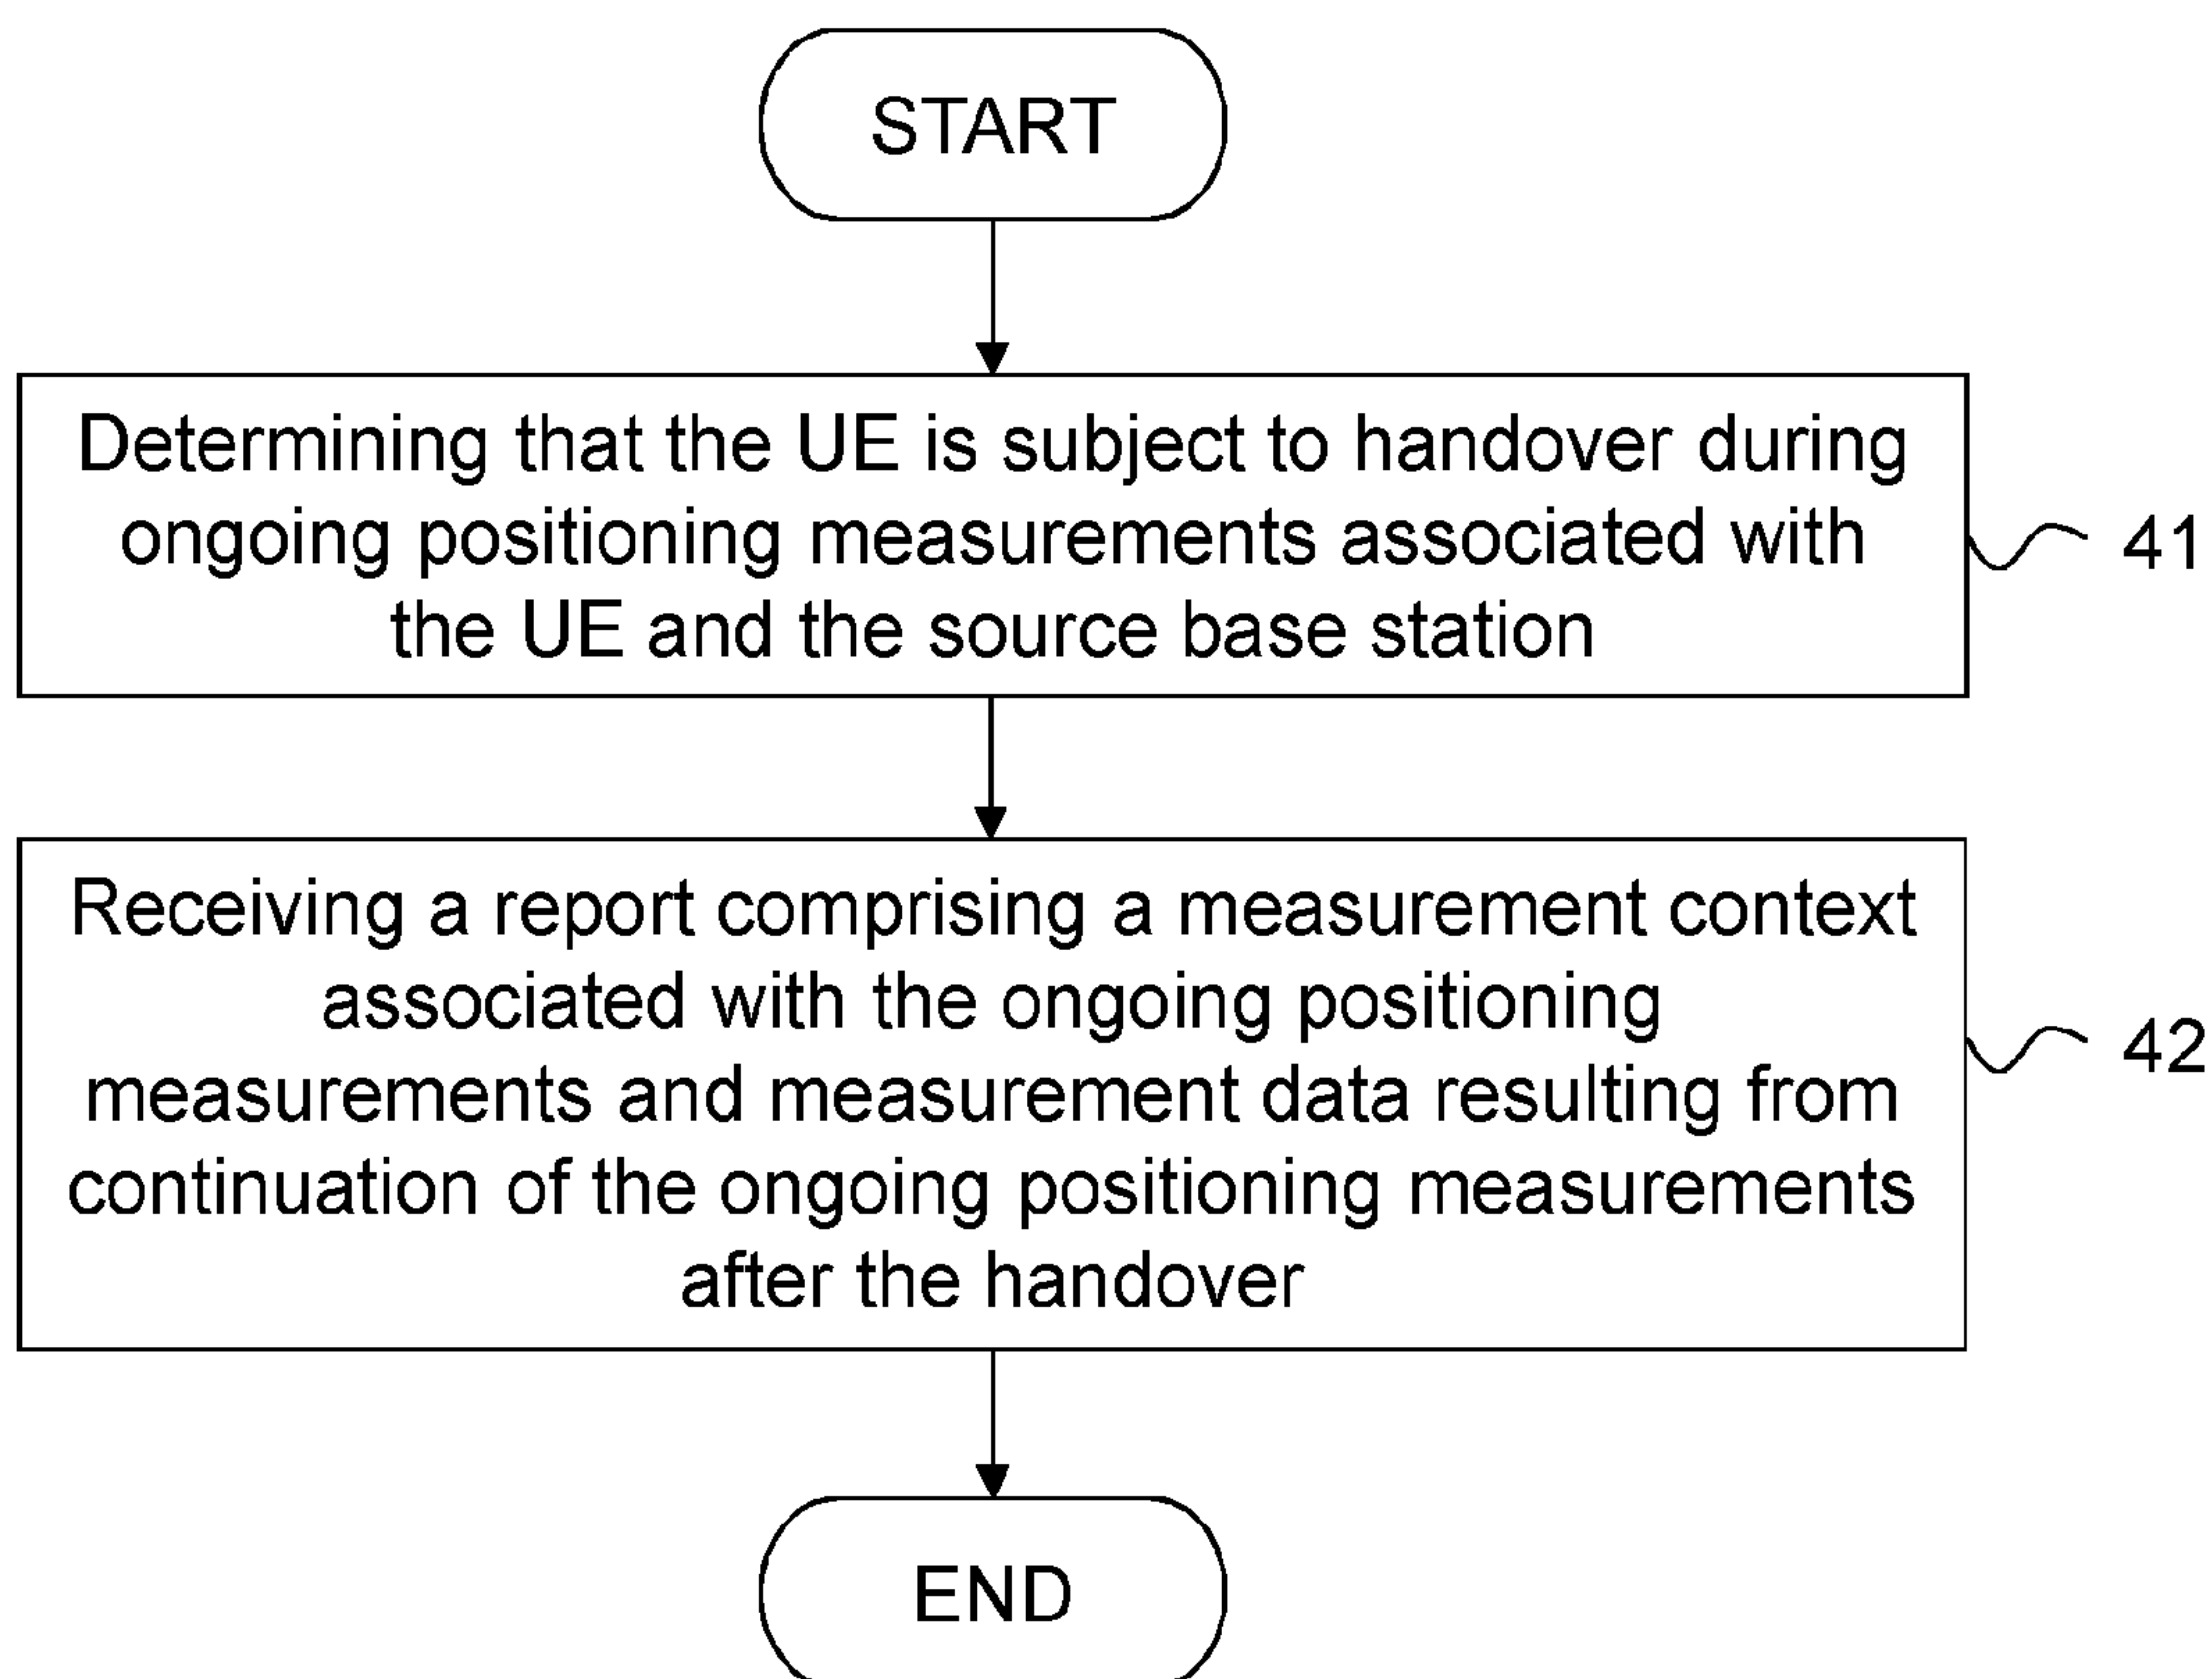 START
Determining that the UE is subject to handover during
ongoing positioning measurements associated with
the UE and the source base station
41
Receiving a report comprising a measurement context
associated with the ongoing positioning
measurements and measurement data resulting from
continuation of the ongoing positioning measurements
after the handover
42
END